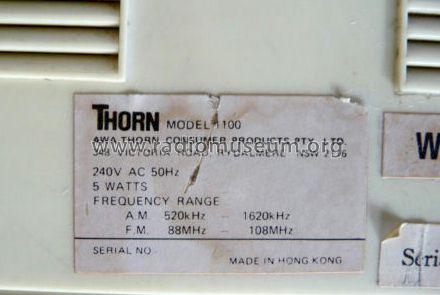 THORN MODEL 1100
AWA-THORN CONSUMER PRODUCTS PTY. LTD.
348 VICTORIA ROAD, RYDALMERE NSW 2116
240V AC 50Hz
5 WATTS
FREQUENCY RANGE
A.M. 520kHz – 1620kHz
F.M. 88MHz – 108MHz
SERIAL NO.
MADE IN HONG KONG
W
Seri
www.radiomuseum.org